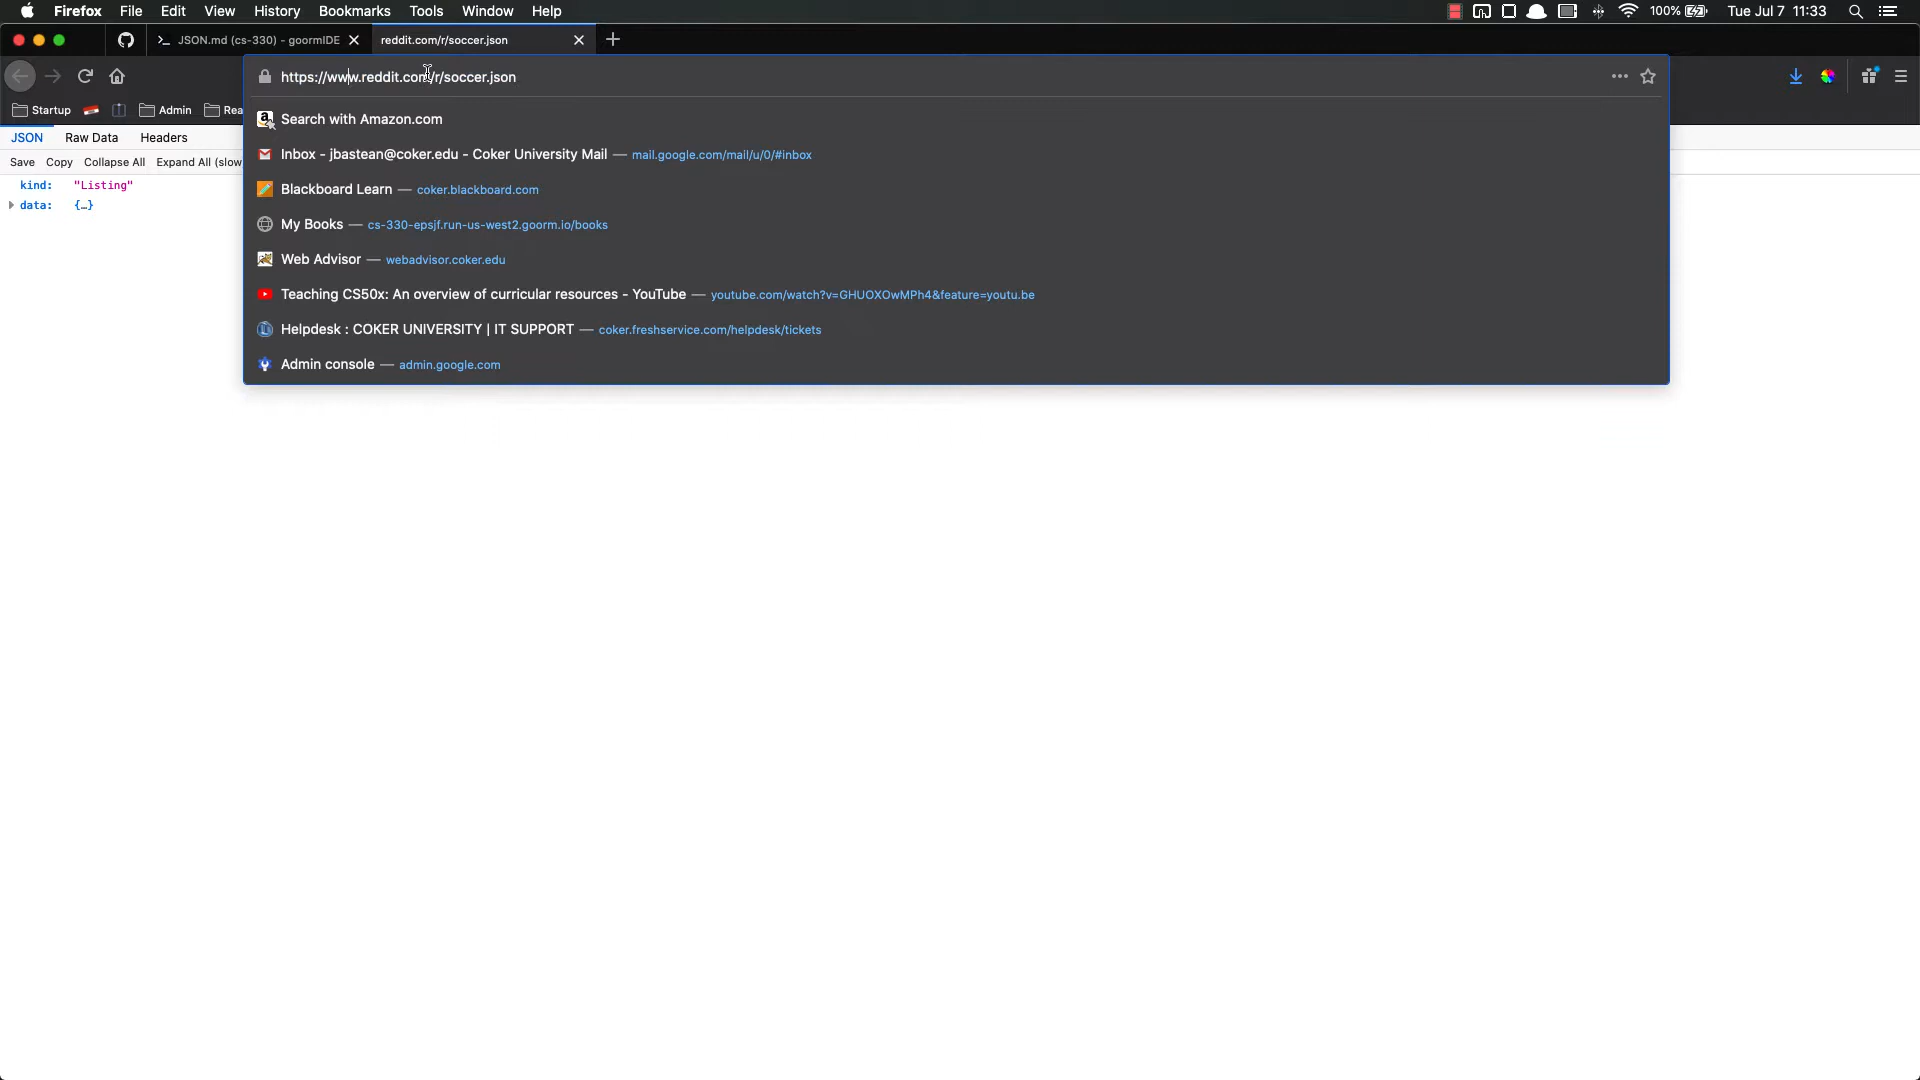 Firefox File Edit View History Bookmarks Tools Window Help 100% Tue Jul 7 11:33
JSON.md (cs-330) - goormIDE reddit.com/r/soccer.json
https://www.reddit.com/r/soccer.json
Search with Amazon.com
Startup Admin Rea
JSON Raw Data Headers
Inbox - jbastean@coker.edu - Coker University Mail — mail.google.com/mail/u/0/#inbox
Save Copy Collapse All Expand All (slow
kind: "Listing"
Blackboard Learn — coker.blackboard.com
data: {…}
My Books — cs-330-epsjf.run-us-west2.goorm.io/books
Web Advisor — webadvisor.coker.edu
Teaching CS50x: An overview of curricular resources - YouTube — youtube.com/watch?v=GHUOXOwMPh4&feature=youtu.be
Helpdesk : COKER UNIVERSITY | IT SUPPORT — coker.freshservice.com/helpdesk/tickets
Admin console — admin.google.com